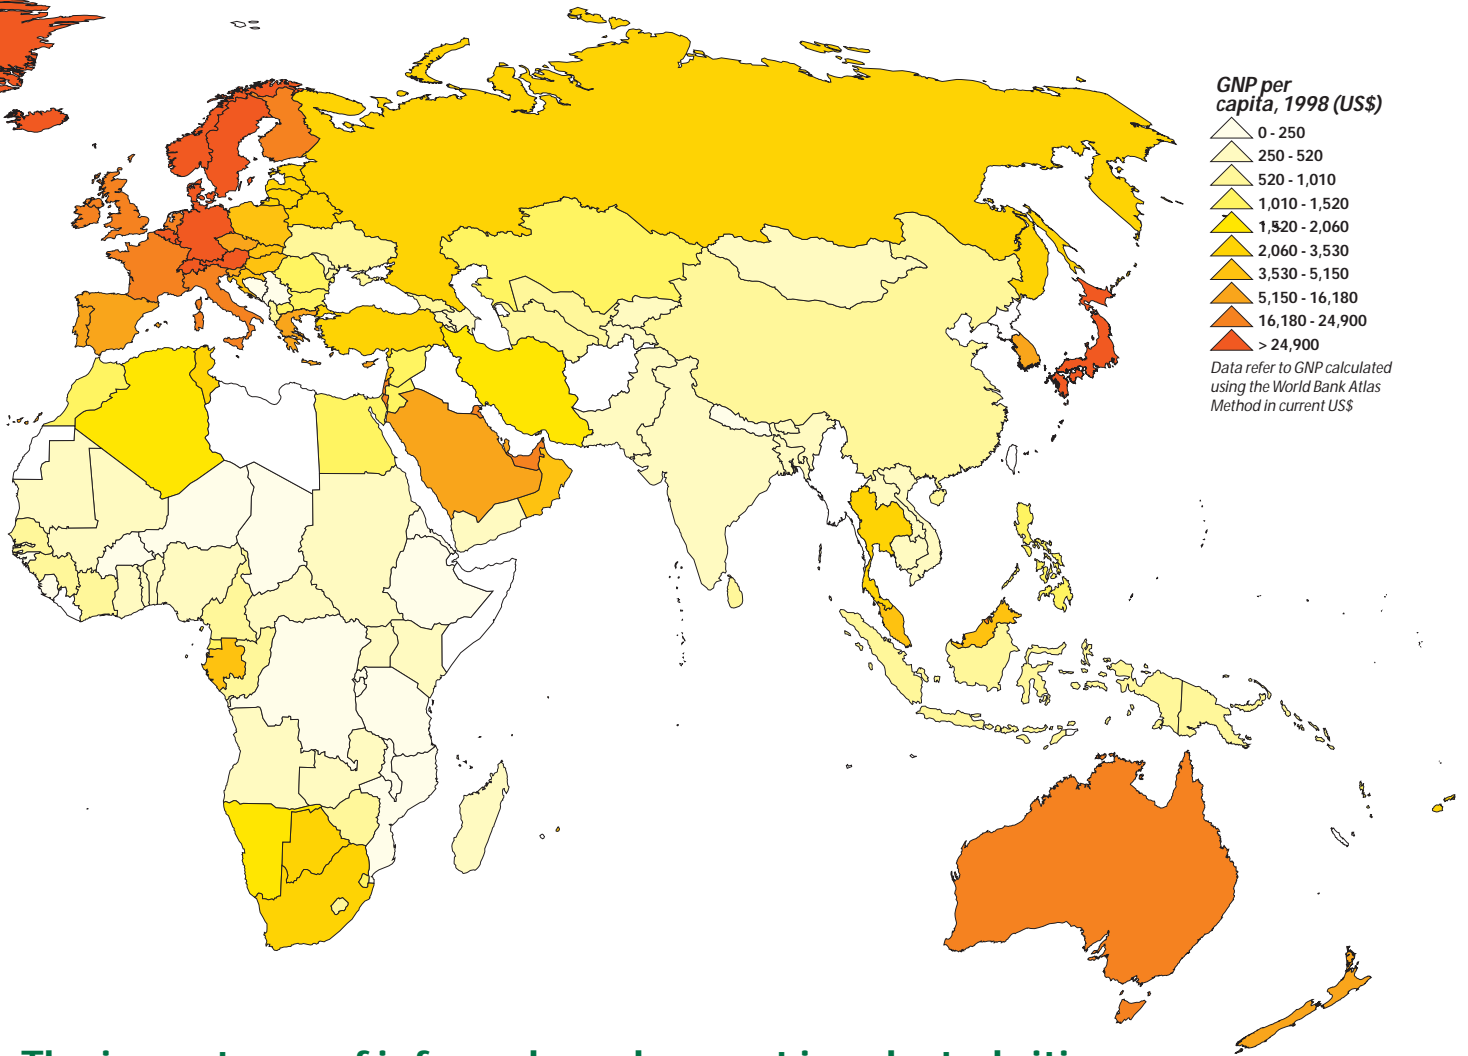 GNP per
capita, 1998 (US$)
0 - 250
250 - 520
520 - 1,010
1,010 - 1,520
1,520 - 2,060
2,060 - 3,530
3,530 - 5,150
5,150 - 16,180
16,180 - 24,900
> 24,900
Data refer to GNP calculated
using the World Bank Atlas
Method in current US$